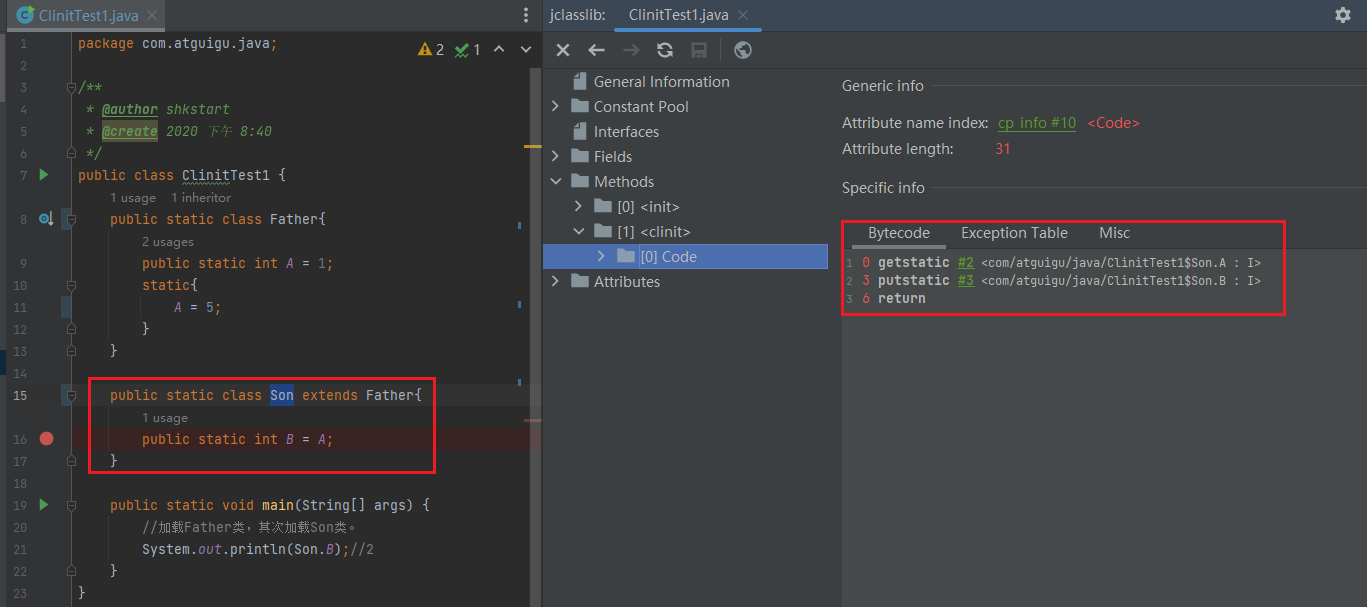 ClinitTest1.java
1 package com.atguigu.java;
2 1
2
3 /**
4 * @author shkstart
5 * @create 2020 下午 8:40
6 */
7 public class ClinitTest1 {
1 usage 1 inheritor
8 public static class Father{
2 usages
9 public static int A = 1;
10 static{
11 A = 5;
12 }
13 }
14
15 public static class Son extends Father{
1 usage
16 public static int B = A;
17 }
18
19 public static void main(String[] args) {
20 //加载Father类，其次加载Son类。
21 System.out.println(Son.B);//2
22 }
23 }
jclasslib: ClinitTest1.java
General Information
Constant Pool
Interfaces
Fields
Methods
[0] <init>
[1] <clinit>
[0] Code
Attributes
Generic info
Attribute name index: cp_info #10 <Code>
Attribute length: 31
Specific info
Bytecode Exception Table Misc
1 0 getstatic #2 <com/atguigu/java/ClinitTest1$Son.A : I>
2 3 putstatic #3 <com/atguigu/java/ClinitTest1$Son.B : I>
3 6 return